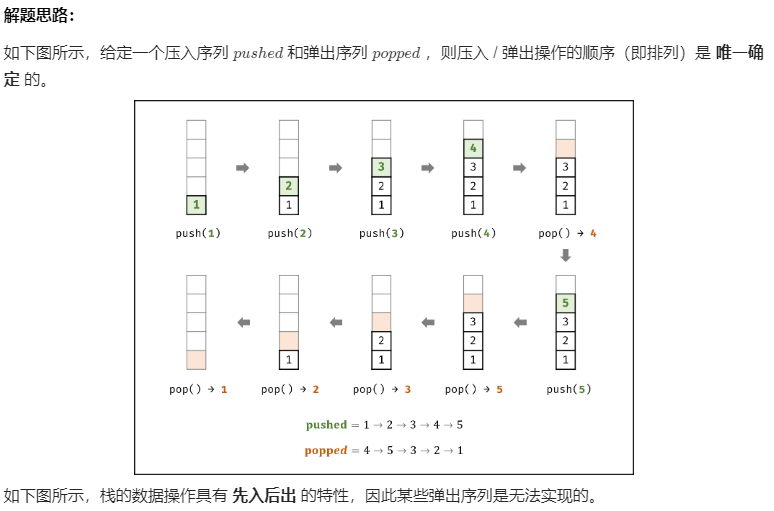 解题思路：
如下图所示，给定一个压入序列 pushed 和弹出序列 popped ，则压入 / 弹出操作的顺序（即排列）是 唯一确
定 的。
1
2
1
3
2
1
4
3
2
1
3
2
1
push(1)
push(2)
push(3)
push(4)
pop() → 4
1
2
1
3
2
1
5
3
2
1
pop() → 1
pop() → 2
pop() → 3
pop() → 5
push(5)
pushed = 1 → 2 → 3 → 4 → 5
popped = 4 → 5 → 3 → 2 → 1
如下图所示，栈的数据操作具有 先入后出 的特性，因此某些弹出序列是无法实现的。